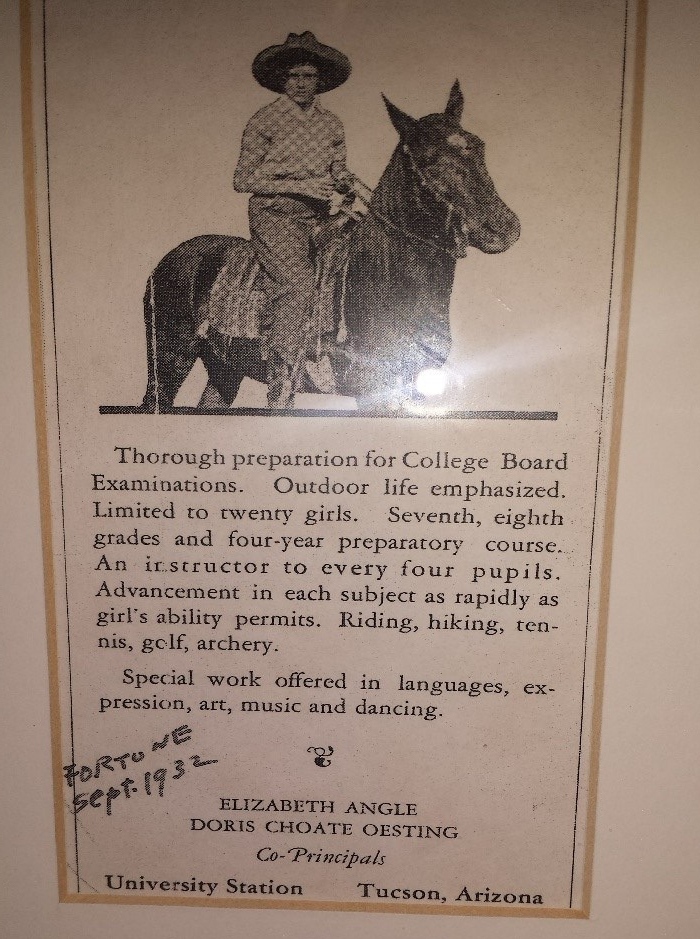 Thorough preparation for College Board
Examinations. Outdoor life emphasized.
Limited to twenty girls. Seventh, eighth
grades and four-year preparatory course.
An instructor to every four pupils.
Advancement in each subject as rapidly as
girl's ability permits. Riding, hiking, ten-
nis, golf, archery.
Special work offered in languages, ex-
pression, art, music and dancing.
FORTUNE
Sept. 1932
ELIZABETH ANGLE
DORIS CHOATE OESTING
Co-Principals
University Station Tucson, Arizona